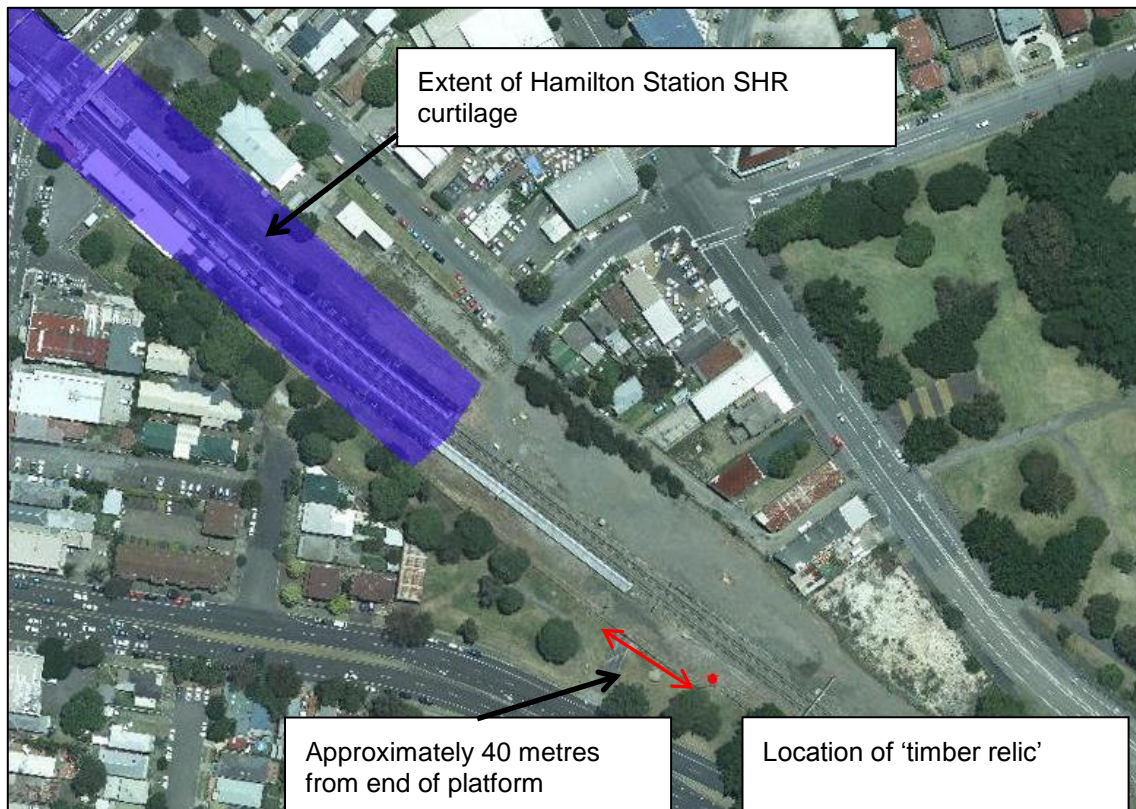 Extent of Hamilton Station SHR
curtilage
Approximately 40 metres
from end of platform
Location of ‘timber relic’